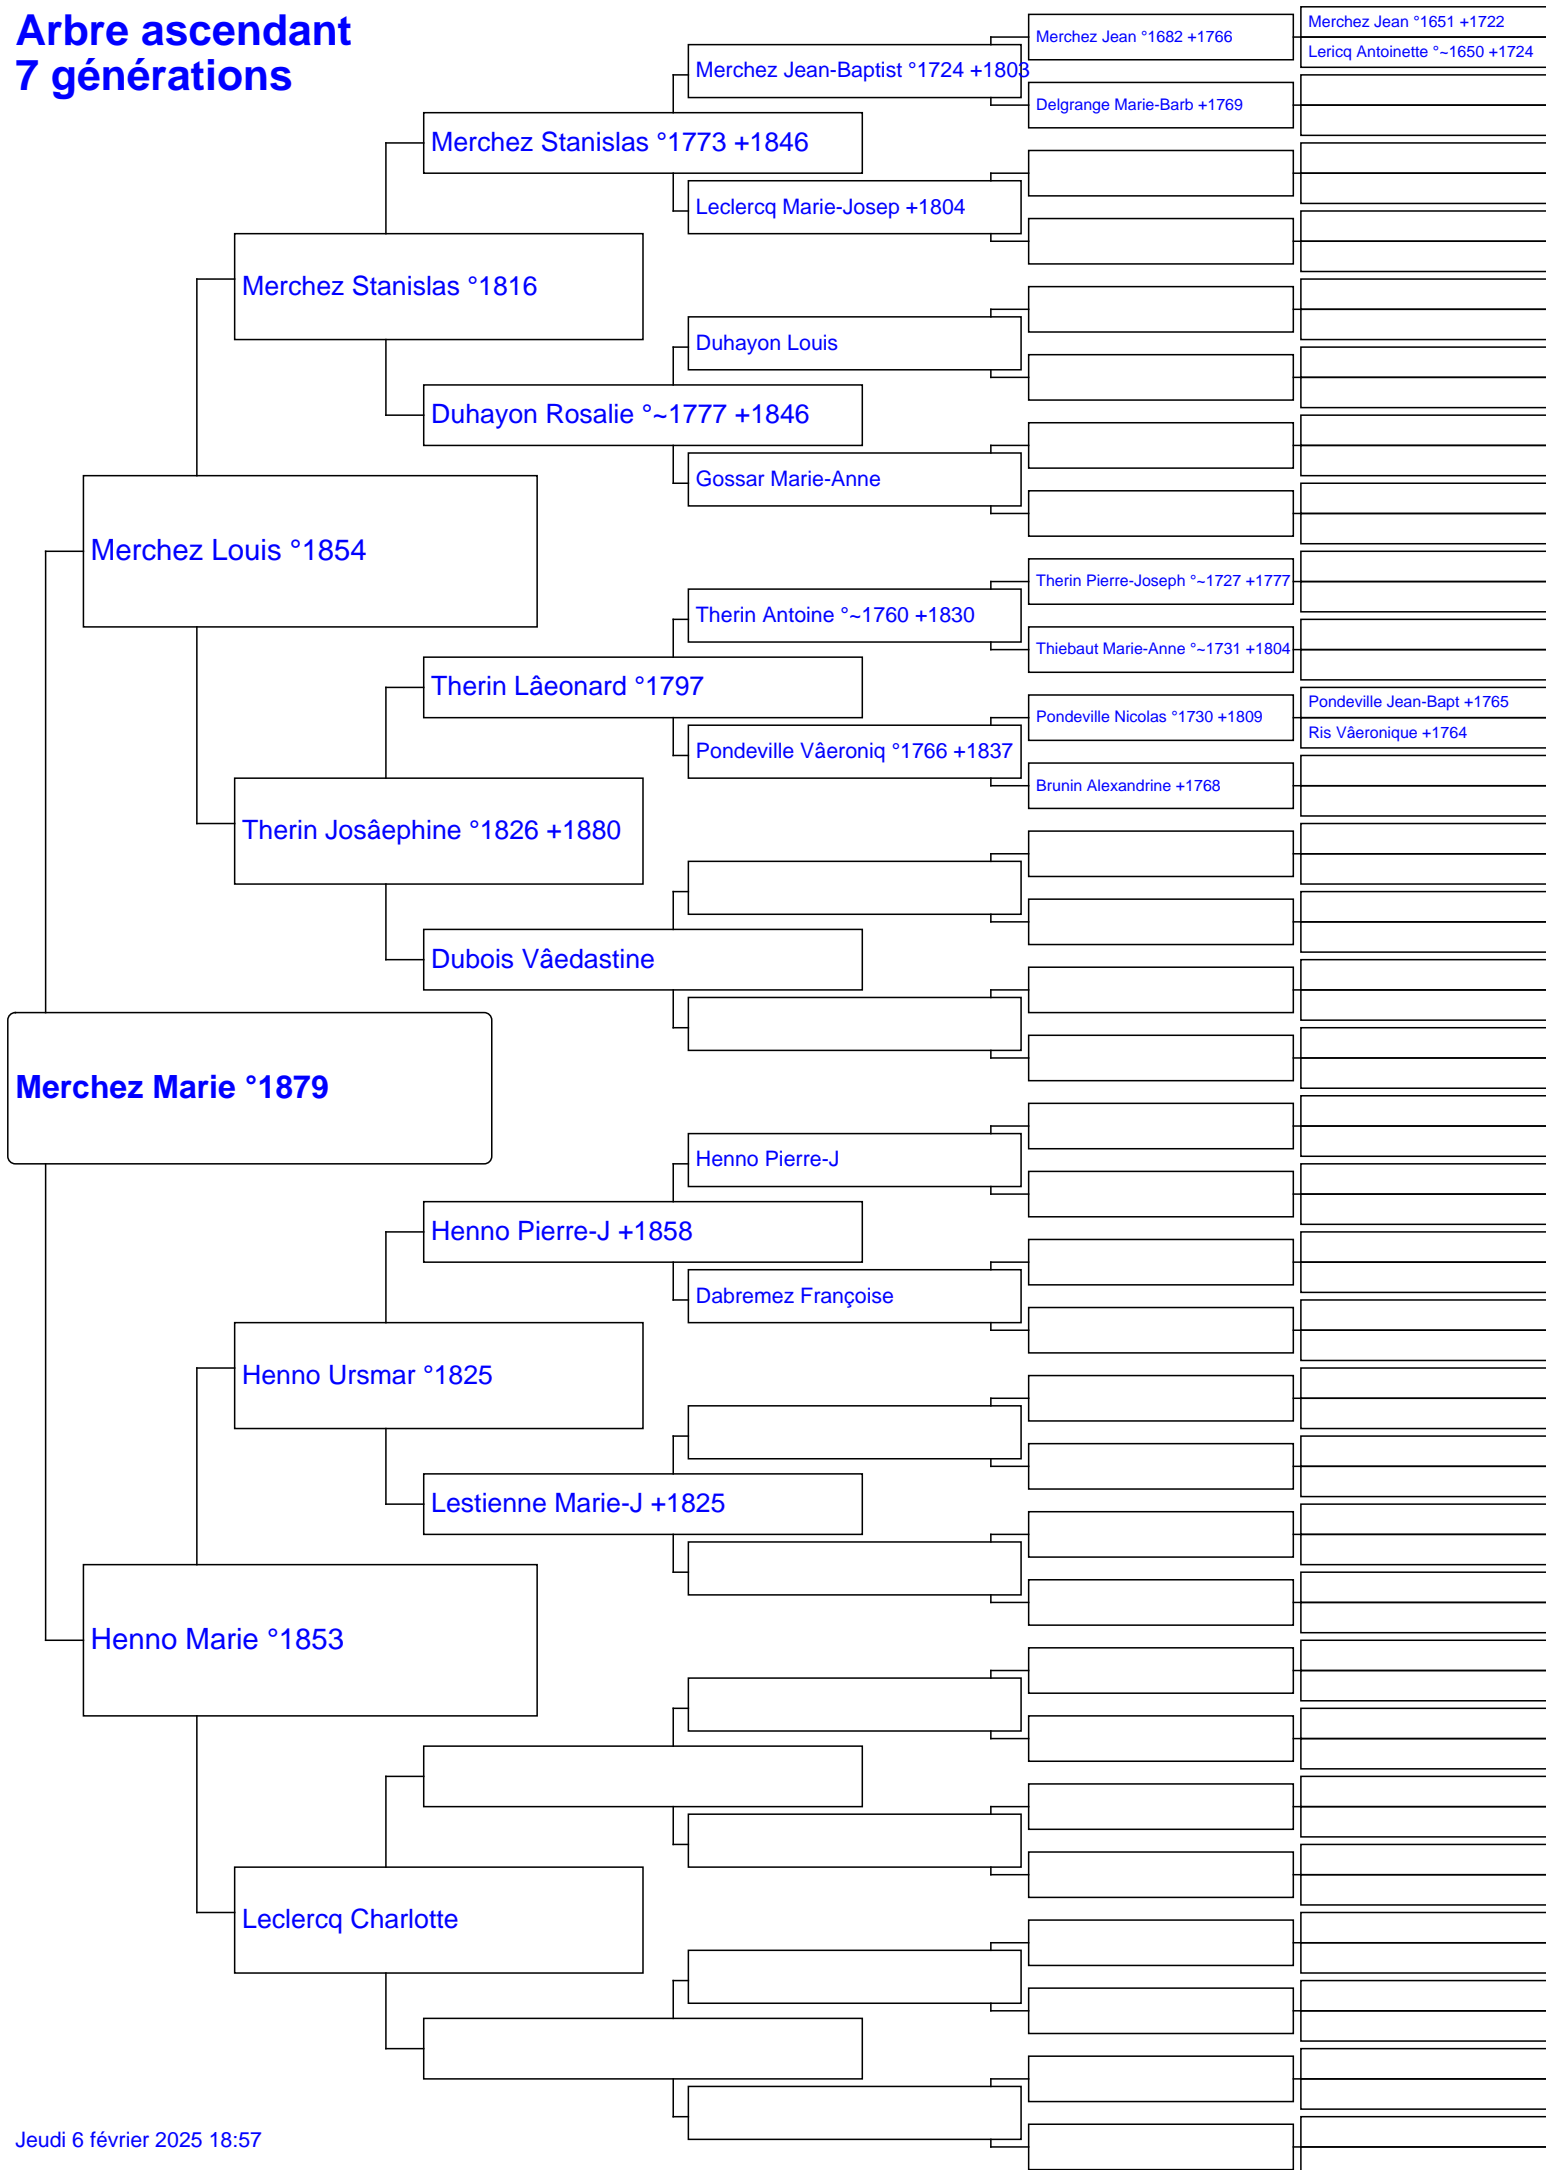 Arbre ascendant
7 générations
Merchez Jean °1651 +1722
Merchez Jean °1682 +1766
Lericq Antoinette °~1650 +1724
Merchez Jean-Baptist °1724 +1803
Delgrange Marie-Barb +1769
Merchez Stanislas °1773 +1846
Leclercq Marie-Josep +1804
Merchez Stanislas °1816
Duhayon Louis
Duhayon Rosalie °~1777 +1846
Gossar Marie-Anne
Merchez Louis °1854
Therin Pierre-Joseph °~1727 +1777
Therin Antoine °~1760 +1830
Thiebaut Marie-Anne °~1731 +1804
Therin Lâeonard °1797
Pondeville Jean-Bapt +1765
Pondeville Nicolas °1730 +1809
Ris Vâeronique +1764
Pondeville Vâeroniq °1766 +1837
Brunin Alexandrine +1768
Therin Josâephine °1826 +1880
Dubois Vâedastine
Merchez Marie °1879
Henno Pierre-J
Henno Pierre-J +1858
Dabremez Françoise
Henno Ursmar °1825
Lestienne Marie-J +1825
Henno Marie °1853
Leclercq Charlotte
Jeudi 6 février 2025 18:57